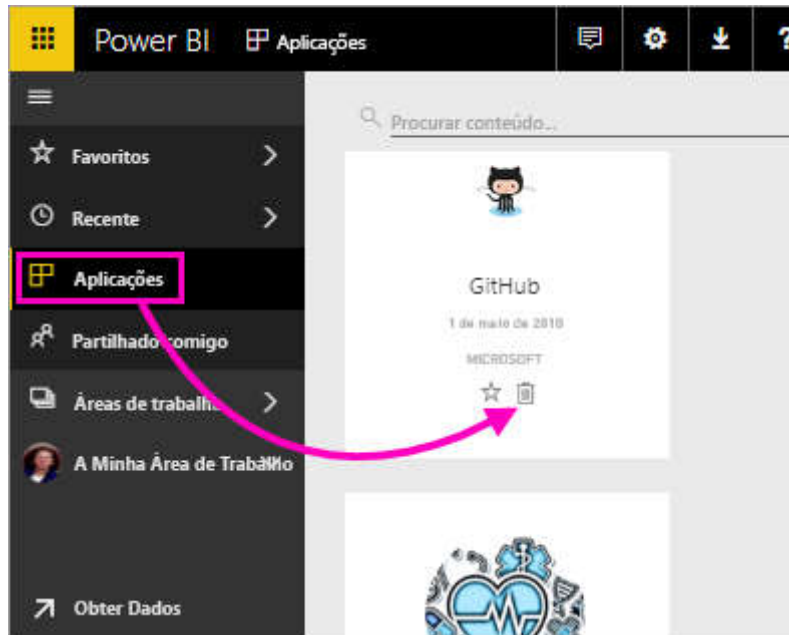 Power BI Aplicações ?
Procurar conteúdo...
Favoritos
Recente
Aplicações
Partilhado comigo
Áreas de trabalho
A Minha Área de Trabalho
Obter Dados
GitHub
1 de maio de 2018
MICROSOFT